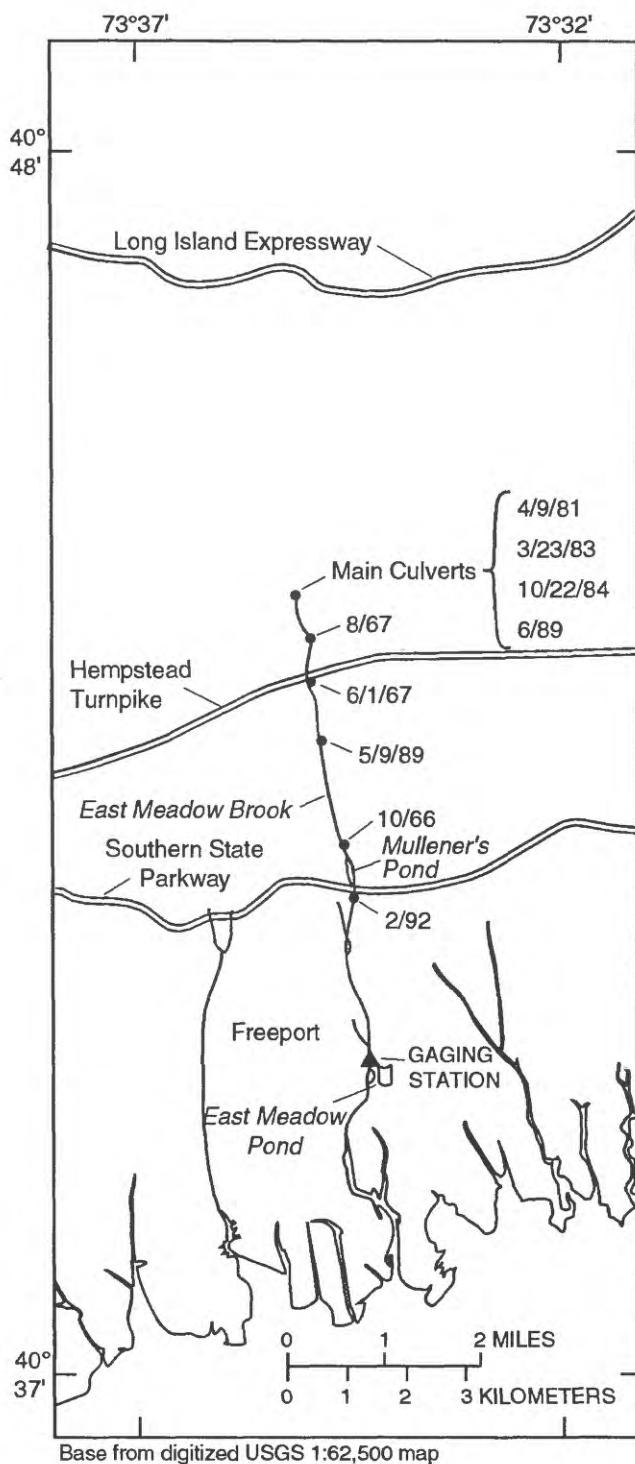 73°37'
73°32'
40°
48'
Long Island Expressway
4/9/81
3/23/83
Main Culverts
10/22/84
8/67
6/89
Hempstead
Turnpike
6/1/67
5/9/89
East Meadow Brook
10/66
Mullener's
Pond
Southern State
Parkway
2/92
Freeport
GAGING
STATION
East Meadow
Pond
0 1 2 MILES
40°
37'
0 1 2 3 KILOMETERS
Base from digitized USGS 1:62,500 map